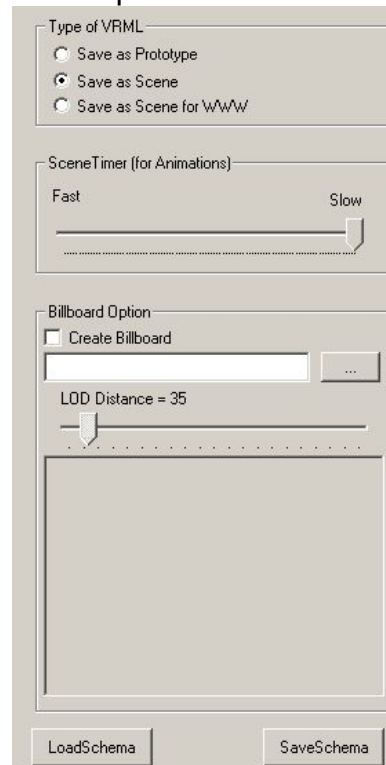 Type of VRML
Save as Prototype
Save as Scene
Save as Scene for WWW
SceneTimer (for Animations)
Fast Slow
Billboard Option
Create Billboard
...
LOD Distance = 35
LoadSchema SaveSchema